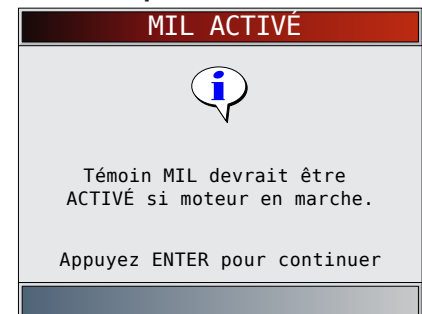 MIL ACTIVÉ
i
Témoin MIL devrait être
ACTIVÉ si moteur en marche.
Appuyez ENTER pour continuer